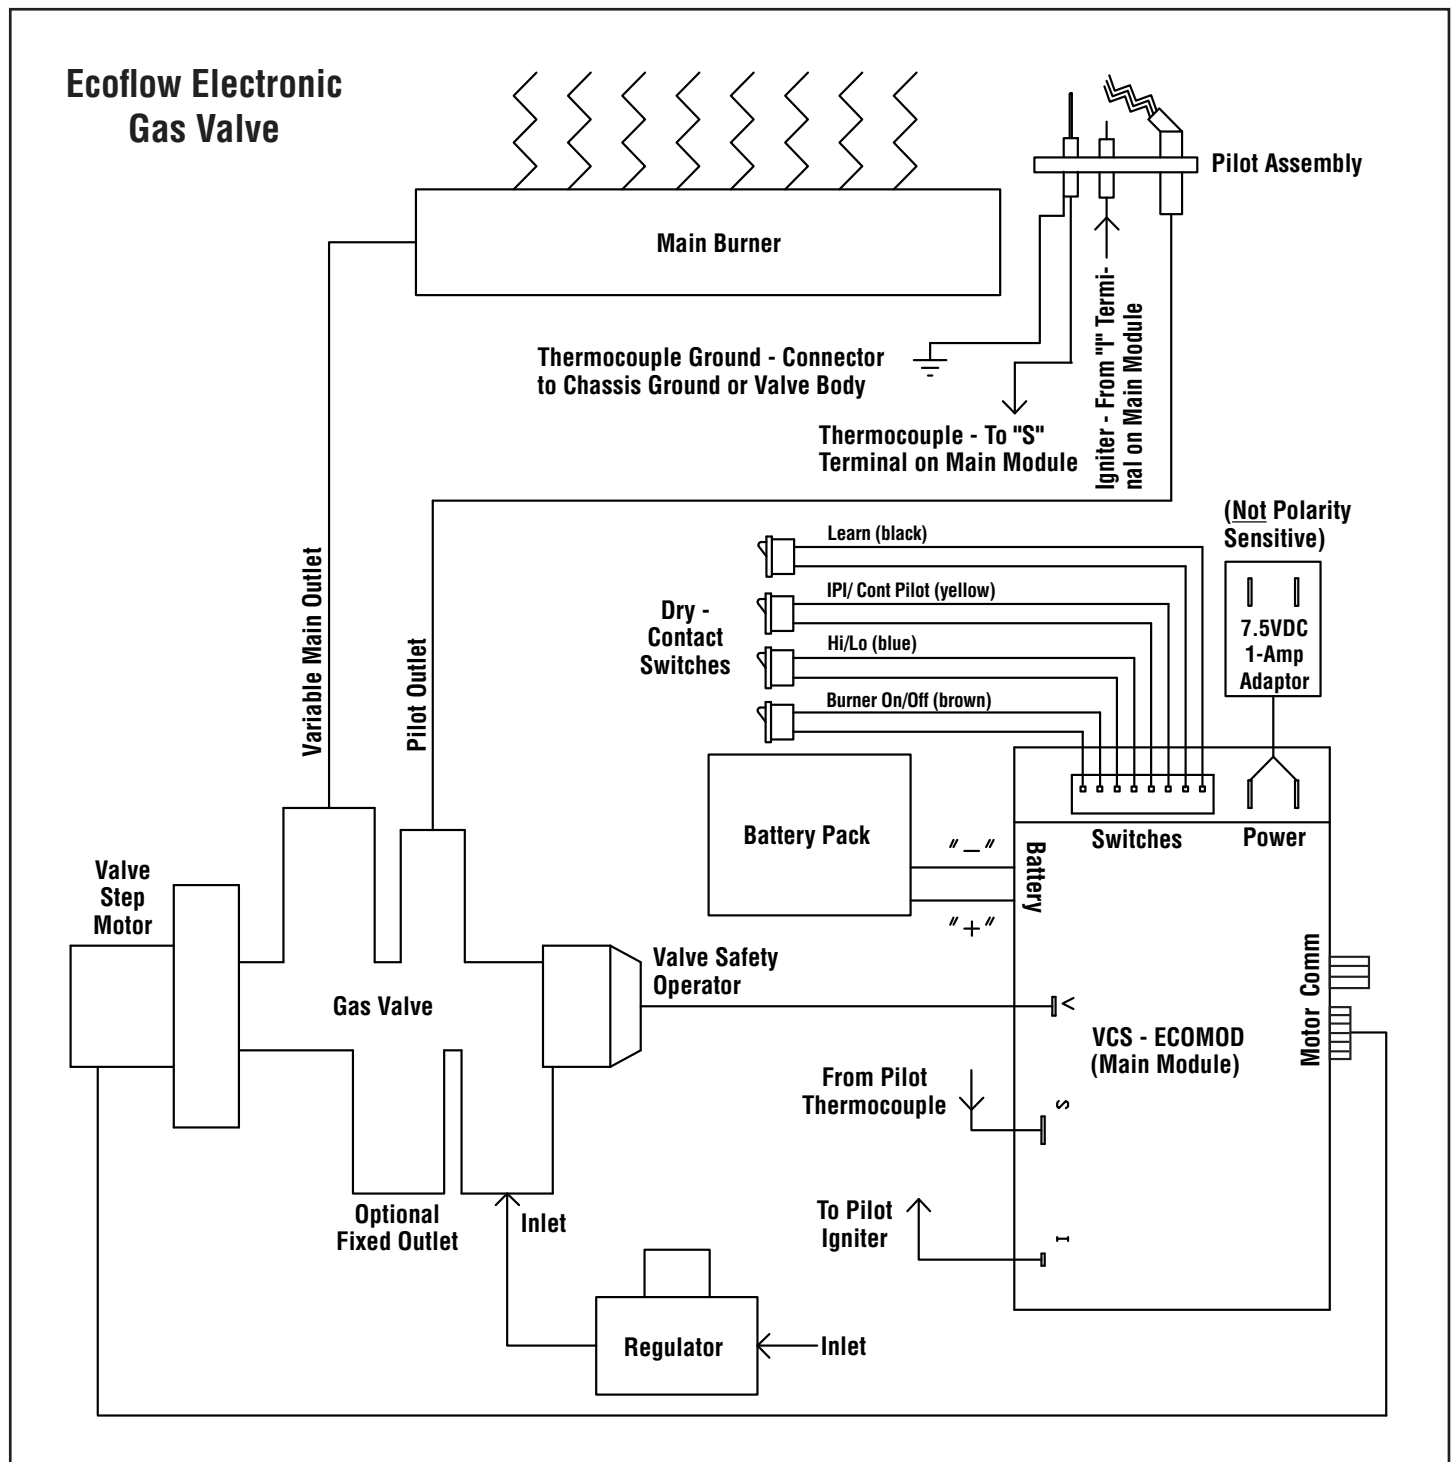 Ecoflow Electronic
Gas Valve
Pilot Assembly
Main Burner
Thermocouple Ground - Connector
to Chassis Ground or Valve Body
Thermocouple - To "S"
Terminal on Main Module
Igniter - From "I" Termi-
nal on Main Module
(Not Polarity
Sensitive)
7.5VDC
1-Amp
Adaptor
Learn (black)
IPI/ Cont Pilot (yellow)
Hi/Lo (blue)
Burner On/Off (brown)
Dry -
Contact
Switches
Variable Main Outlet
Pilot Outlet
Battery Pack
"−"
"+"
Battery
Switches
Power
Valve
Step
Motor
Gas Valve
Valve Safety
Operator
V
VCS - ECOMOD
(Main Module)
Comm
Motor
From Pilot
Thermocouple
S
To Pilot
Igniter
I
Optional
Fixed Outlet
Inlet
Regulator
Inlet